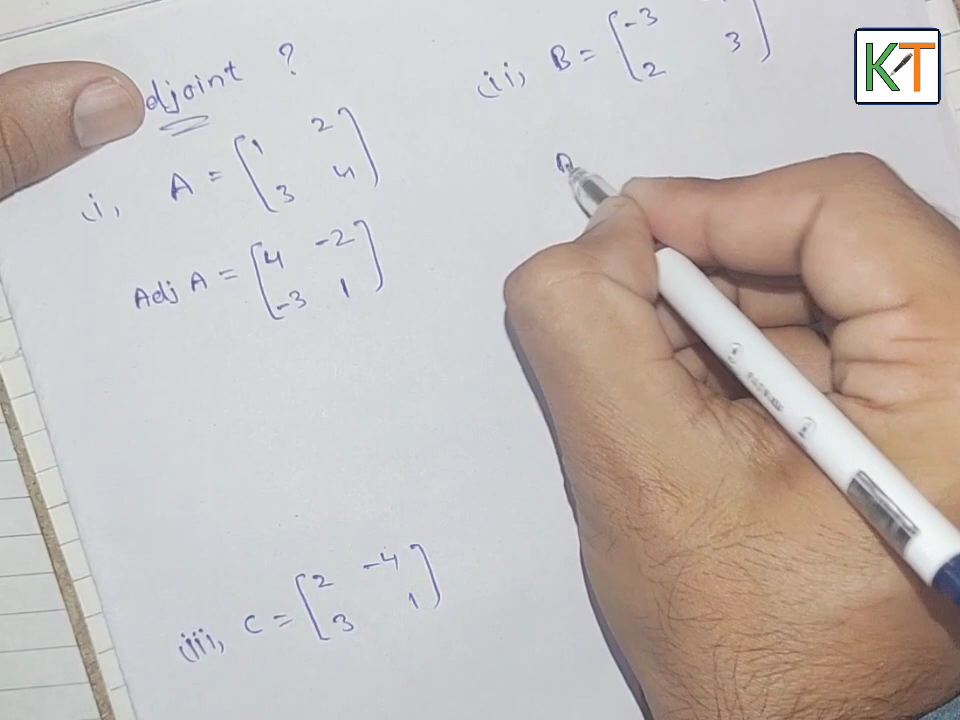 djoint ?
(i, A = [1 2
3 4]
Adj A = [4 -2
-3 1]
(ii, B = [-3
2 3]
A
(iii, C = [2 -4
3 1]
KT